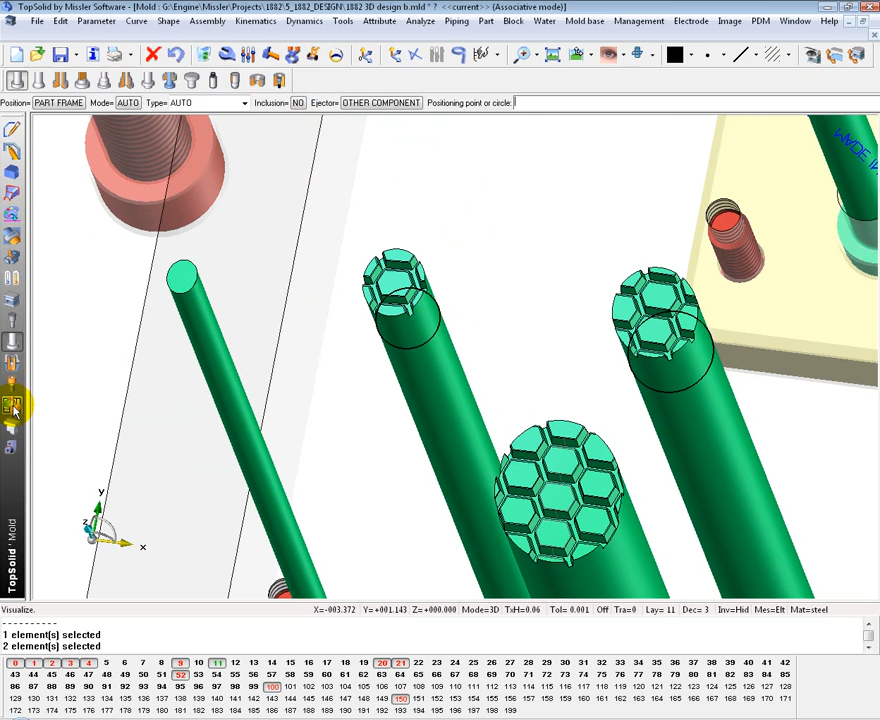 TopSolid by Missler Software - [Mold : G:\Engine\Missler\Projects\1882\5_1882_DESIGN\1882 3D design b.mld * ? <current> (Associative mode)]
File Edit Parameter Curve Shape Assembly Kinematics Dynamics Tools Attribute Analyze Piping Part Block Water Mold base Management Electrode Image PDM Window Help
Position= PART FRAME Mode= AUTO Type= AUTO Inclusion= NO Ejector= OTHER COMPONENT Positioning point or circle:
MADE IN
y
z
x
TopSolid'Mold
Visualize. X=-003.372 Y=+001.143 Z=+000.000 Mode=3D TxH=0.06 Tol= 0.001 Off Tra=0 Lay= 11 Dec= 3 Inv=Hid Mes=Elt Mat=steel
----------
1 element(s) selected
2 element(s) selected
0 1 2 3 4 5 6 7 8 9 10 11 12 13 14 15 16 17 18 19 20 21 22 23 24 25 26 27 28 29 30 31 32 33 34 35 36 37 38 39 40 41 42
43 44 45 46 47 48 49 50 51 52 53 54 55 56 57 58 59 60 61 62 63 64 65 66 67 68 69 70 71 72 73 74 75 76 77 78 79 80 81 82 83 84 85
86 87 88 89 90 91 92 93 94 95 96 97 98 99 100 101 102 103 104 105 106 107 108 109 110 111 112 113 114 115 116 117 118 119 120 121 122 123 124 125 126 127 128
129 130 131 132 133 134 135 136 137 138 139 140 141 142 143 144 145 146 147 148 149 150 151 152 153 154 155 156 157 158 159 160 161 162 163 164 165 166 167 168 169 170 171
172 173 174 175 176 177 178 179 180 181 182 183 184 185 186 187 188 189 190 191 192 193 194 195 196 197 198 199